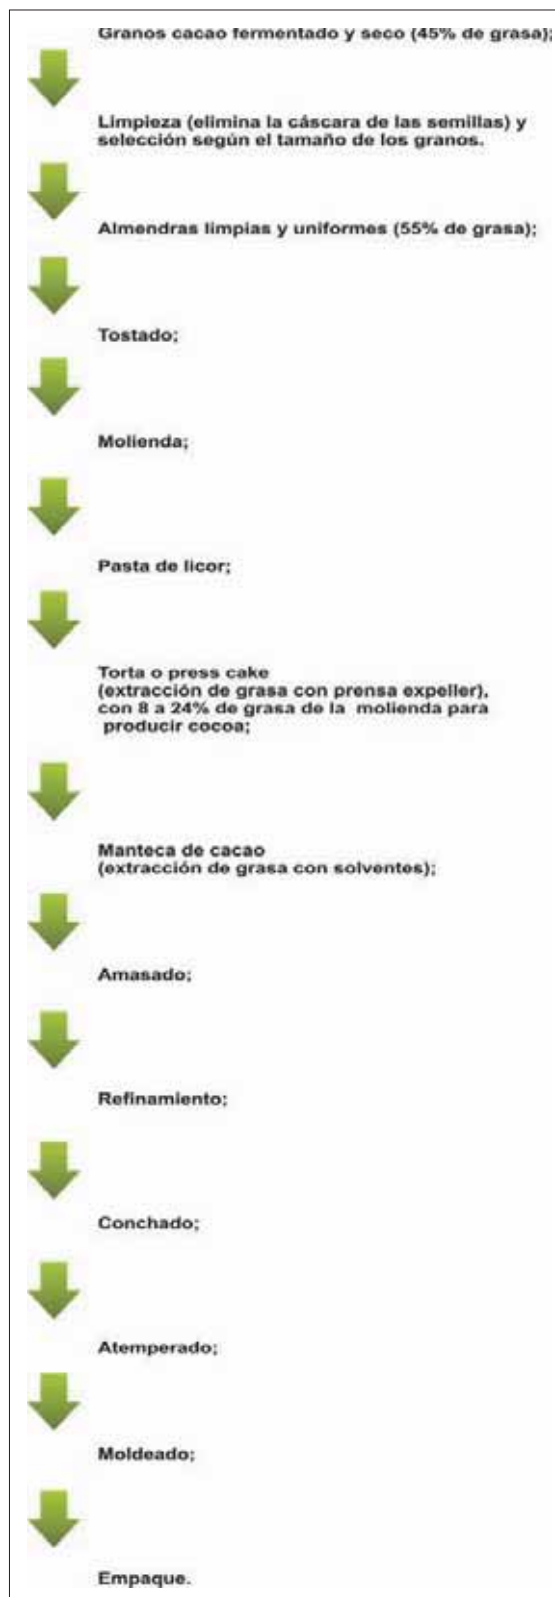 Granos cacao fermentado y seco (45% de grasa);
Limpieza (elimina la cáscara de las semillas) y
selección según el tamaño de los granos.
Almendras limpias y uniformes (55% de grasa);
Tostado;
Molienda;
Pasta de licor;
Torta o press cake
(extracción de grasa con prensa expeller),
con 8 a 24% de grasa de la molienda para
producir cocoa;
Manteca de cacao
(extracción de grasa con solventes);
Amasado;
Refinamiento;
Conchado;
Atemperado;
Moldeado;
Empaque.